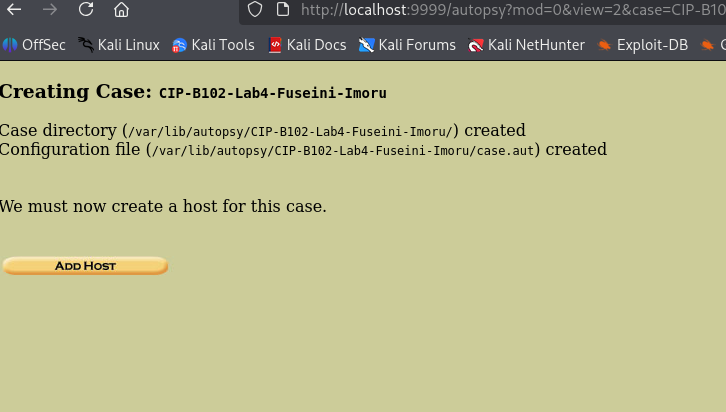 http://localhost:9999/autopsy?mod=0&view=2&case=CIP-B10
OffSec Kali Linux Kali Tools Kali Docs Kali Forums Kali NetHunter Exploit-DB
Creating Case: CIP-B102-Lab4-Fuseini-Imoru
Case directory (/var/lib/autopsy/CIP-B102-Lab4-Fuseini-Imoru/) created
Configuration file (/var/lib/autopsy/CIP-B102-Lab4-Fuseini-Imoru/case.aut) created
We must now create a host for this case.
ADD HOST